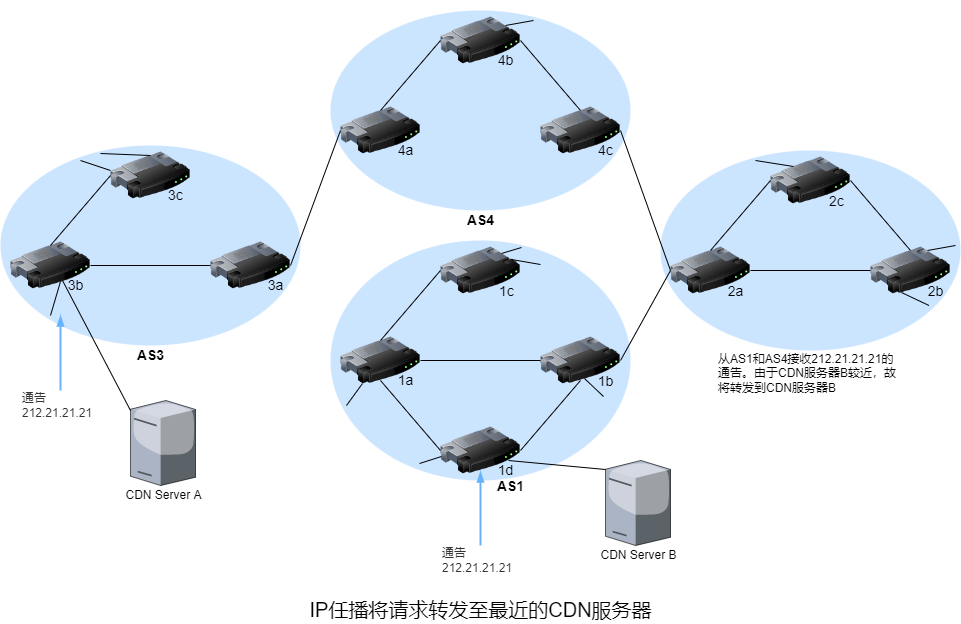 4b
4a
4c
AS4
3c
3b
3a
AS3
2c
2a
2b
从AS1和AS4接收212.21.21.21的
通告。由于CDN服务器B较近，故
将转发到CDN服务器B
1c
1a
1b
1d
AS1
通告
212.21.21.21
CDN Server A
通告
212.21.21.21
CDN Server B
IP任播将请求转发至最近的CDN服务器